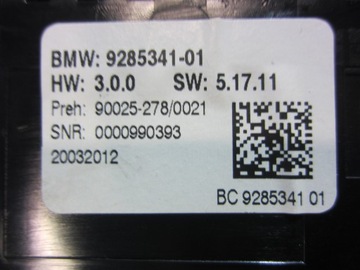 BMW: 9285341-01
HW: 3.0.0 SW: 5.17.11
Preh: 90025-278/0021
SNR: 0000990393
20032012
BC 9285341 01